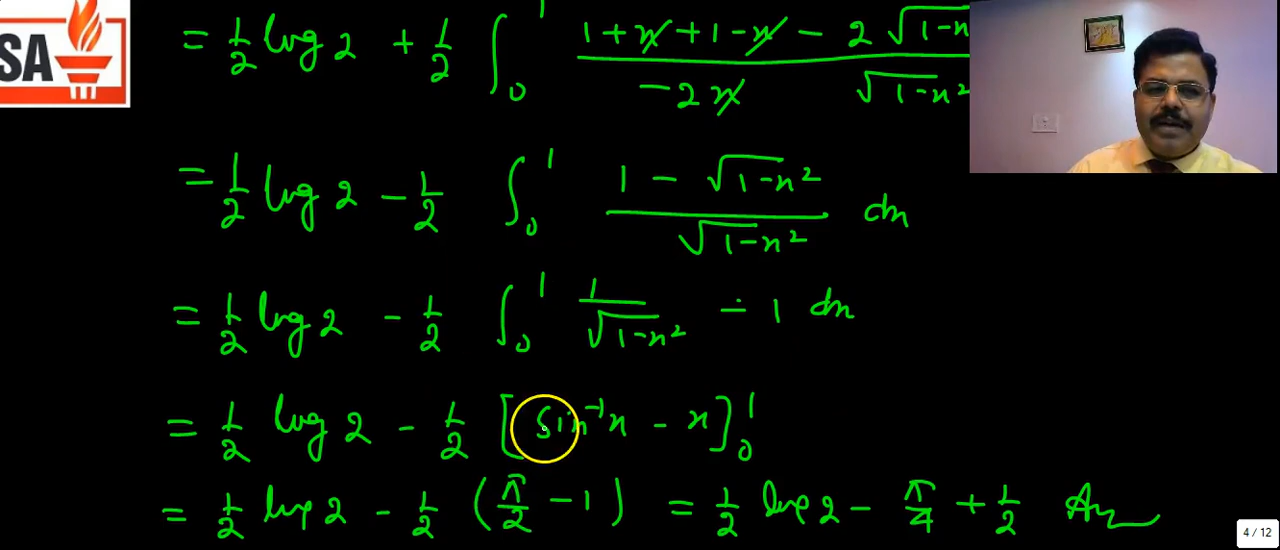 SA
= 1/2 log 2 + 1/2 ∫₀¹ (1 + x + 1 - x - 2 √(1-x
-2x √(1-x²
= 1/2 log 2 - 1/2 ∫₀¹ (1 - √(1-x²)) / √(1-x²) dx
= 1/2 log 2 - 1/2 ∫₀¹ 1/√(1-x²) - 1 dx
= 1/2 log 2 - 1/2 [sin⁻¹x - x]₀¹
= 1/2 log 2 - 1/2 (π/2 - 1) = 1/2 log 2 - π/4 + 1/2 Ans
4 / 12